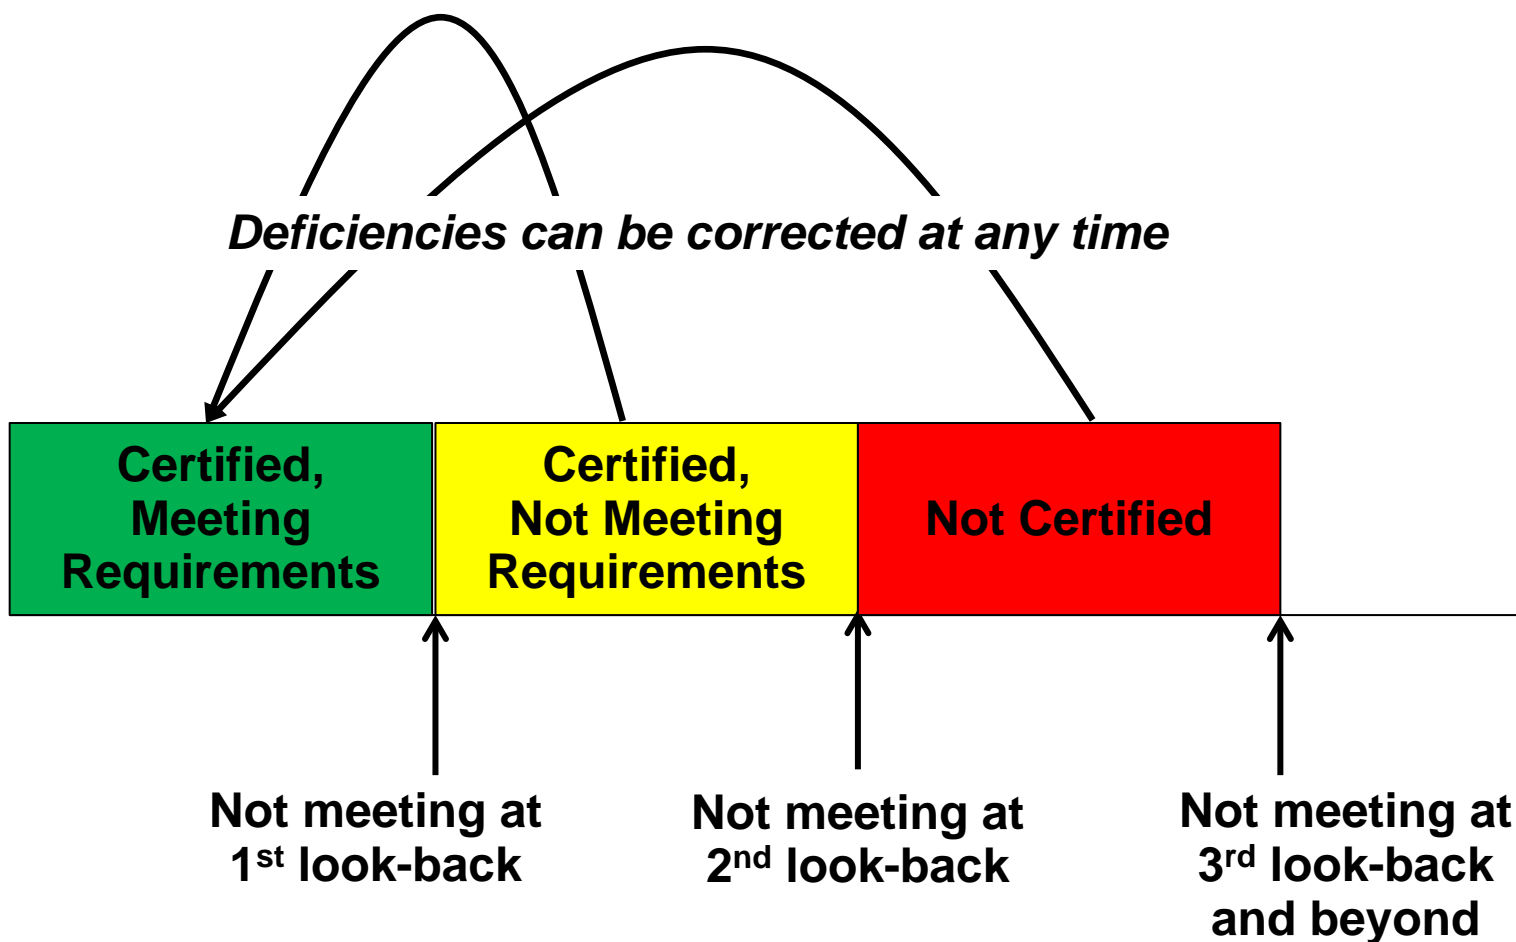 Deficiencies can be corrected at any time
Certified,
Meeting
Requirements
Certified,
Not Meeting
Requirements
Not Certified
Not meeting at
1st look-back
Not meeting at
2nd look-back
Not meeting at
3rd look-back
and beyond